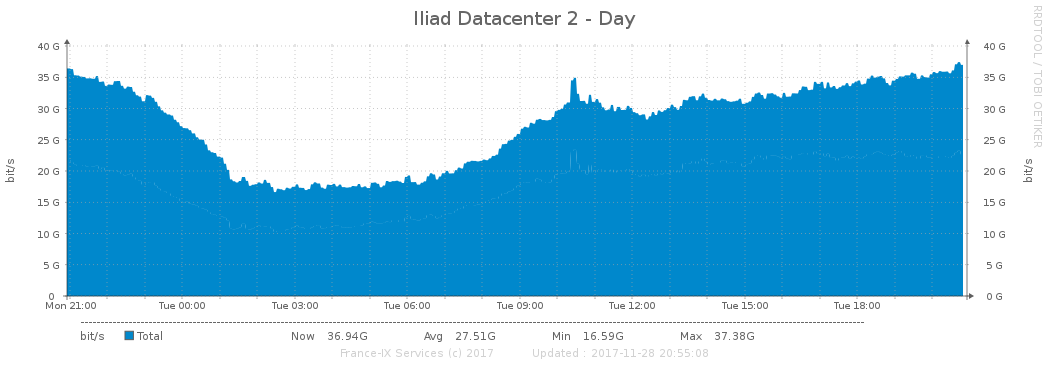 Iliad Datacenter 2 - Day
RRDTOOL / TOBI OETIKER
40 G 40 G
35 G 35 G
30 G 30 G
25 G 25 G
20 G 20 G
15 G 15 G
10 G 10 G
5 G 5 G
0 0 G
bit/s
bit/s
Mon 21:00 Tue 00:00 Tue 03:00 Tue 06:00 Tue 09:00 Tue 12:00 Tue 15:00 Tue 18:00
bit/s Total Now 36.94G Avg 27.51G Min 16.59G Max 37.38G
France-IX Services (c) 2017 Updated : 2017-11-28 20:55:08